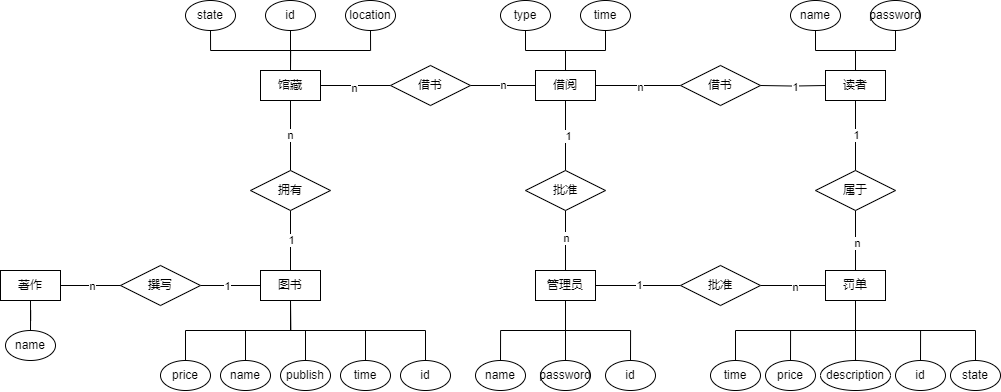 state id location type time name password
馆藏 n 借书 n 借阅 n 借书 1 读者
n 1 1
拥有 批准 属于
1 n n
著作 n 撰写 1 图书 管理员 1 批准 n 罚单
name
price name publish time id name password id time price description id state